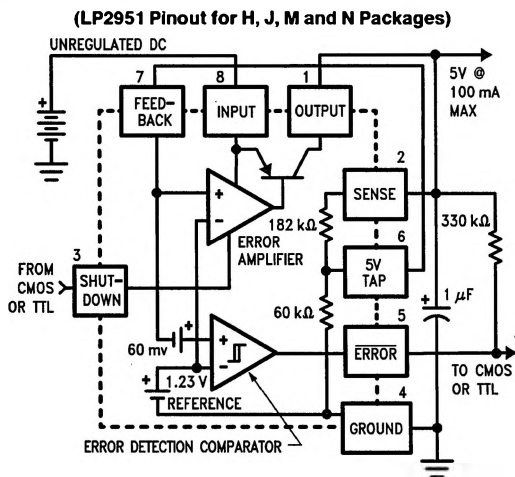 (LP2951 Pinout for H, J, M and N Packages)
UNREGULATED DC
7
8
1
5V @
100 mA
MAX
FEED-
BACK
INPUT
OUTPUT
2
SENSE
182 kΩ
330 kΩ
+
−
ERROR
AMPLIFIER
6
5V
TAP
3
FROM
CMOS
OR TTL
SHUT-
DOWN
60 kΩ
+
1 µF
+
60 mv
+
−
5
ERROR
TO CMOS
OR TTL
+
1.23 V
REFERENCE
4
GROUND
ERROR DETECTION COMPARATOR
+